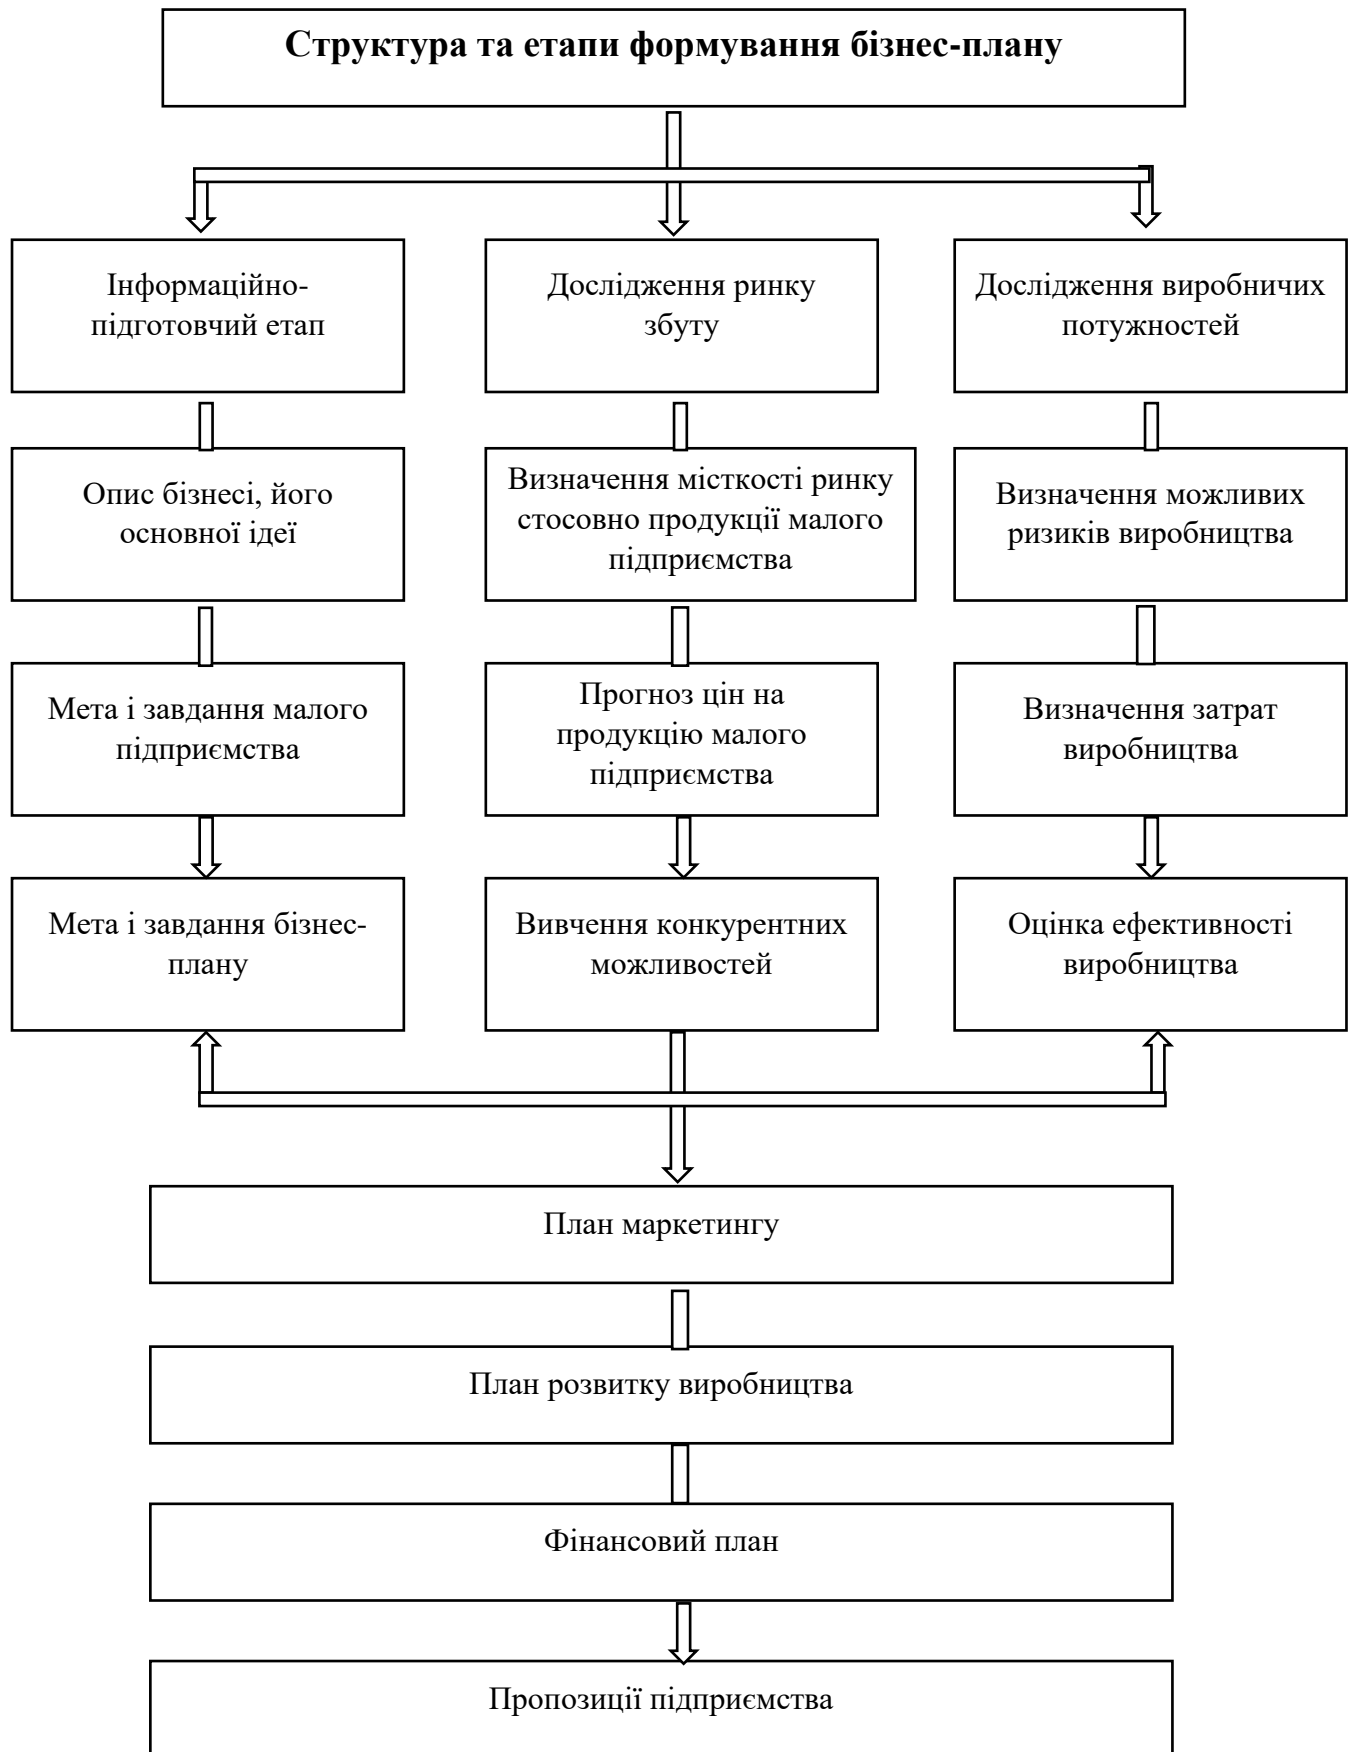 Структура та етапи формування бізнес-плану
Інформаційно-
підготовчий етап
Дослідження ринку
збуту
Дослідження виробничих
потужностей
Опис бізнесі, його
основної ідеї
Визначення місткості ринку
стосовно продукції малого
підприємства
Визначення можливих
ризиків виробництва
Мета і завдання малого
підприємства
Прогноз цін на
продукцію малого
підприємства
Визначення затрат
виробництва
Мета і завдання бізнес-
плану
Вивчення конкурентних
можливостей
Оцінка ефективності
виробництва
План маркетингу
План розвитку виробництва
Фінансовий план
Пропозиції підприємства